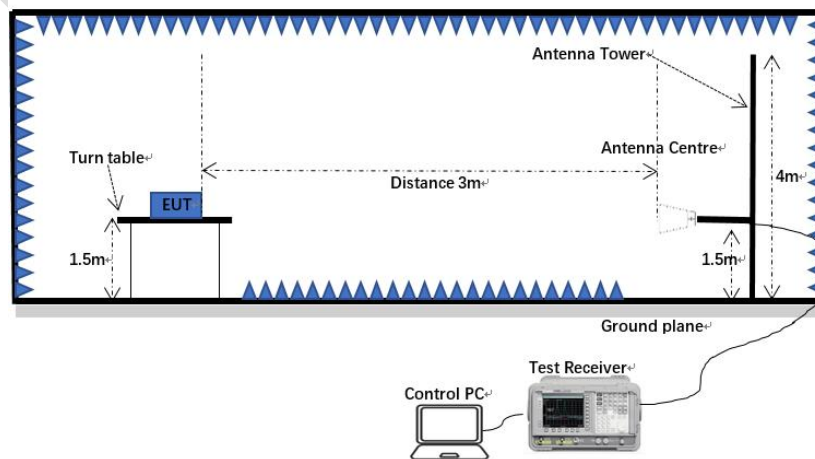 Antenna Tower
Antenna Centre
Turn table
Distance 3m
4m
EUT
1.5m
1.5m
Ground plane
Test Receiver
Control PC